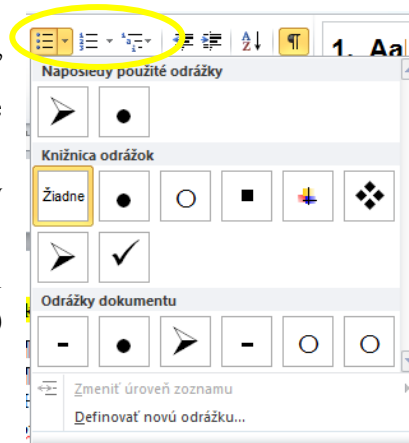 1. Aa
Naposledy použité odrážky
Knižnica odrážok
Žiadne
Odrážky dokumentu
Zmeniť úroveň zoznamu
Definovať novú odrážku...